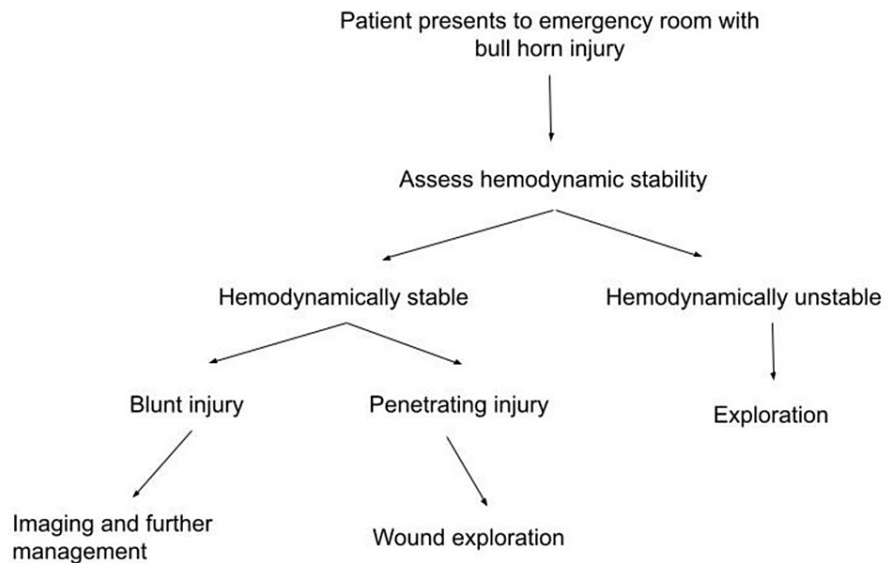 Patient presents to emergency room with
bull horn injury
Assess hemodynamic stability
Hemodynamically stable
Hemodynamically unstable
Blunt injury
Penetrating injury
Exploration
Imaging and further
management
Wound exploration